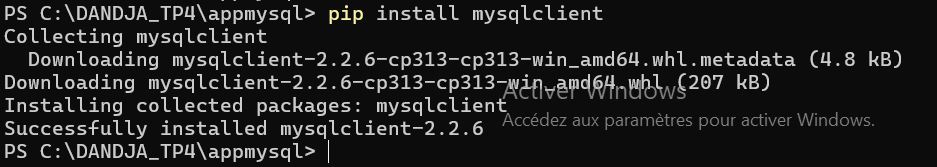 PS C:\DANDJA_TP4\appmysql> pip install mysqlclient
Collecting mysqlclient
  Downloading mysqlclient-2.2.6-cp313-cp313-win_amd64.whl.metadata (4.8 kB)
Downloading mysqlclient-2.2.6-cp313-cp313-win_amd64.whl (207 kB)
Installing collected packages: mysqlclient
Successfully installed mysqlclient-2.2.6
PS C:\DANDJA_TP4\appmysql>
Activer Windows
Accédez aux paramètres pour activer Windows.